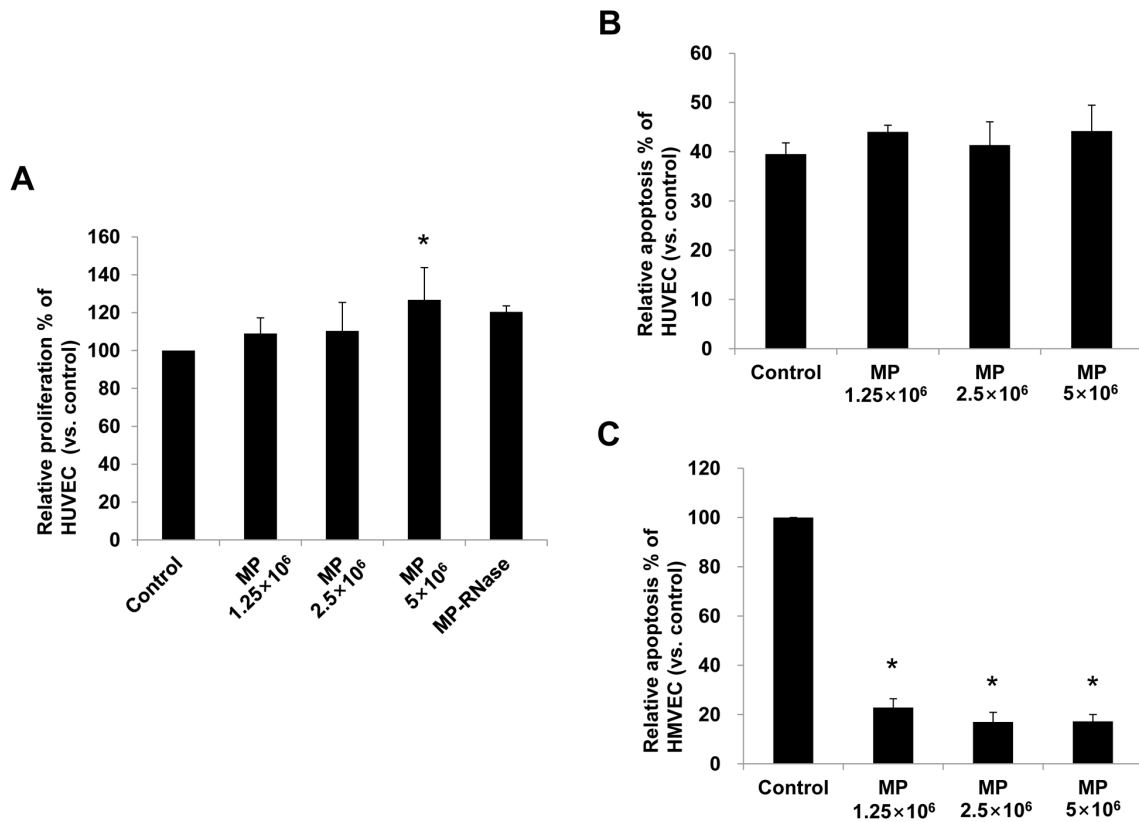 A
Relative proliferation % of
HUVEC (vs. control)
160
140
120
100
80
60
40
20
0
*
Control
MP
1.25×10⁶
MP
2.5×10⁶
MP
5×10⁶
MP-RNase
B
Relative apoptosis % of
HUVEC (vs. control)
60
50
40
30
20
10
0
Control
MP
1.25×10⁶
MP
2.5×10⁶
MP
5×10⁶
C
Relative apoptosis % of
HMVEC (vs. control)
120
100
80
60
40
20
0
*
*
*
Control
MP
1.25×10⁶
MP
2.5×10⁶
MP
5×10⁶